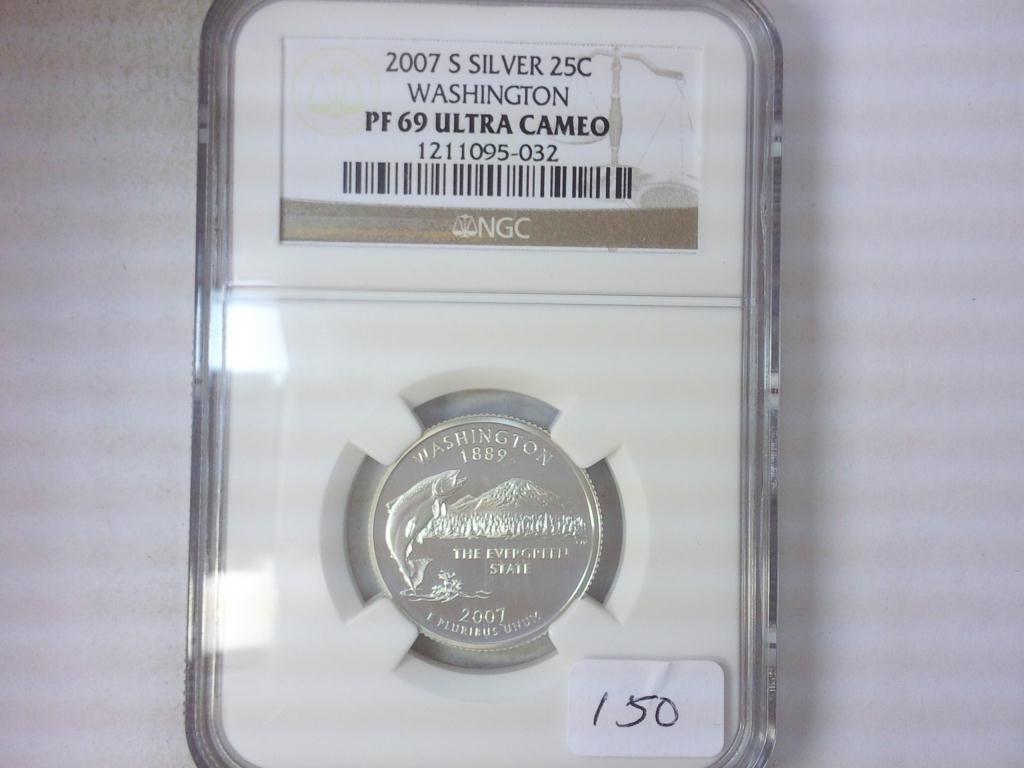 2007 S SILVER 25C
WASHINGTON
PF 69 ULTRA CAMEO
1211095-032
NGC
WASHINGTON
1889
THE EVERGREEN
STATE
2007
E PLURIBUS UNUM
150